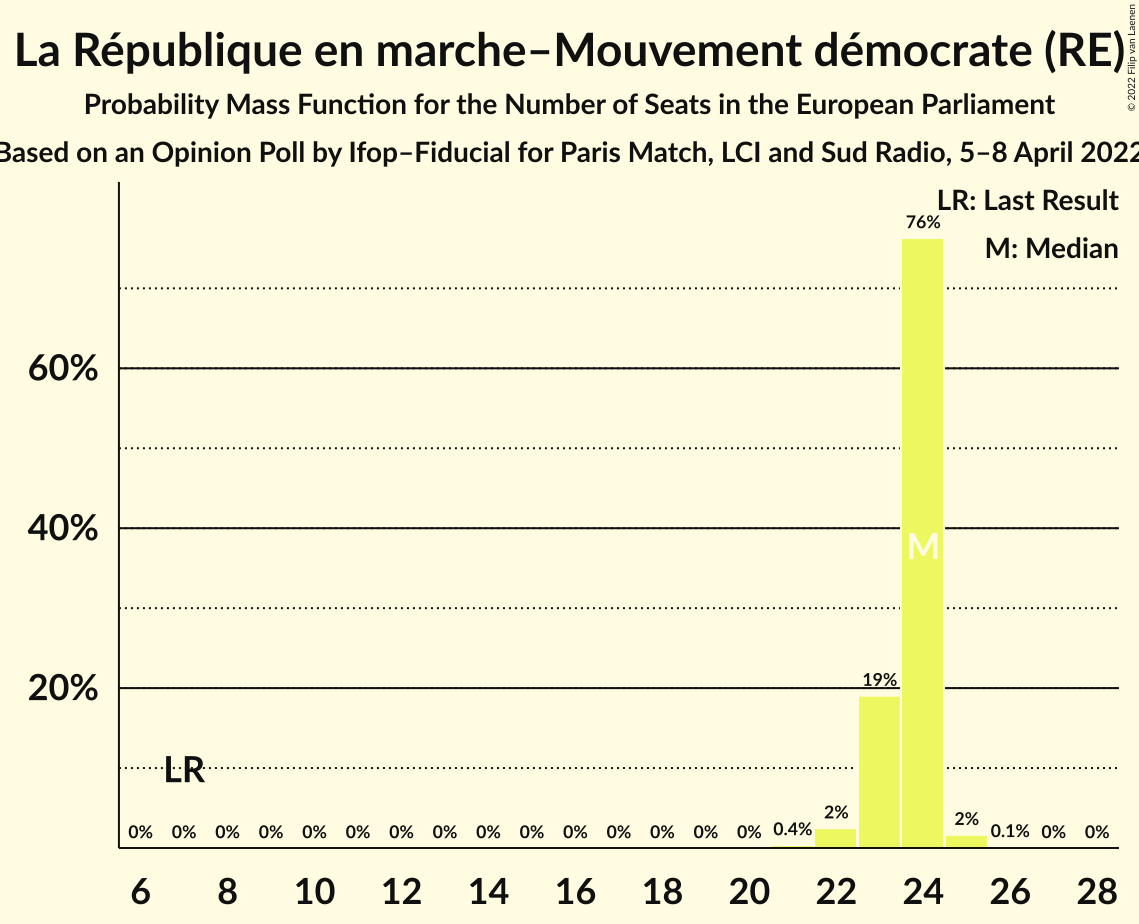 La République en marche–Mouvement démocrate (RE)
© 2022 Filip van Laenen
Probability Mass Function for the Number of Seats in the European Parliament
Based on an Opinion Poll by Ifop–Fiducial for Paris Match, LCI and Sud Radio, 5–8 April 2022
LR: Last Result
M: Median
76%
60%
40%
M
20%
19%
LR
0% 0% 0% 0% 0% 0% 0% 0% 0% 0% 0% 0% 0% 0% 0% 0.4% 2% 2% 0.1% 0% 0%
6 8 10 12 14 16 18 20 22 24 26 28